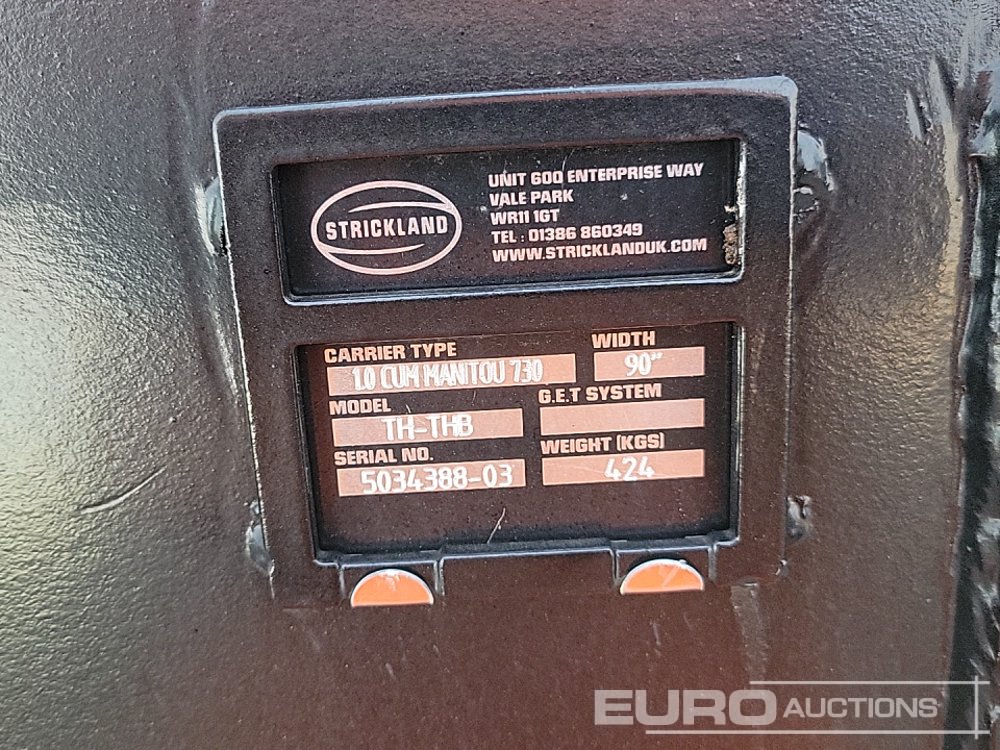 STRICKLAND
UNIT 600 ENTERPRISE WAY
VALE PARK
WR11 1GT
TEL : 01386 860349
WWW.STRICKLANDUK.COM
CARRIER TYPE
1.0 CUM MANITOU 730
WIDTH
90"
MODEL
TH-THB
G.E.T SYSTEM
SERIAL NO.
5034388-03
WEIGHT (KGS)
424
EURO AUCTIONS